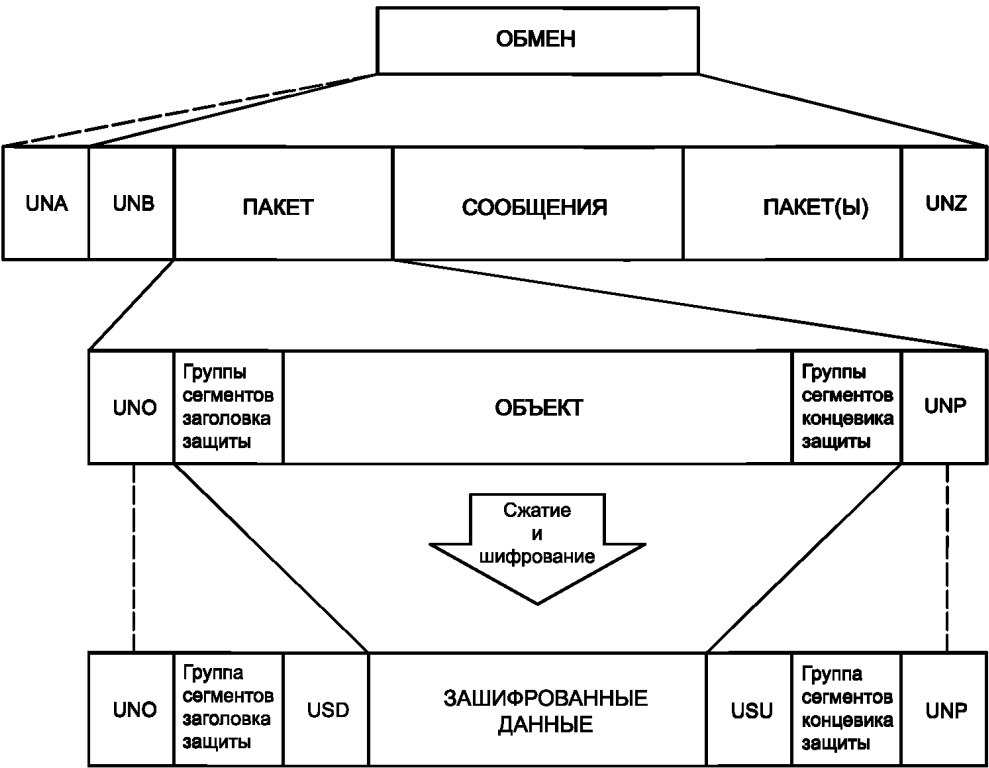 ОБМЕН
UNA UNB ПАКЕТ СООБЩЕНИЯ ПАКЕТ(Ы) UNZ
UNO
Группы
сегментов
заголовка
защиты
ОБЪЕКТ
Группы
сегментов
концевика
защиты
UNP
Сжатие
и
шифрование
UNO
Группа
сегментов
заголовка
защиты
USD
ЗАШИФРОВАННЫЕ
ДАННЫЕ
USU
Группа
сегментов
концевика
защиты
UNP